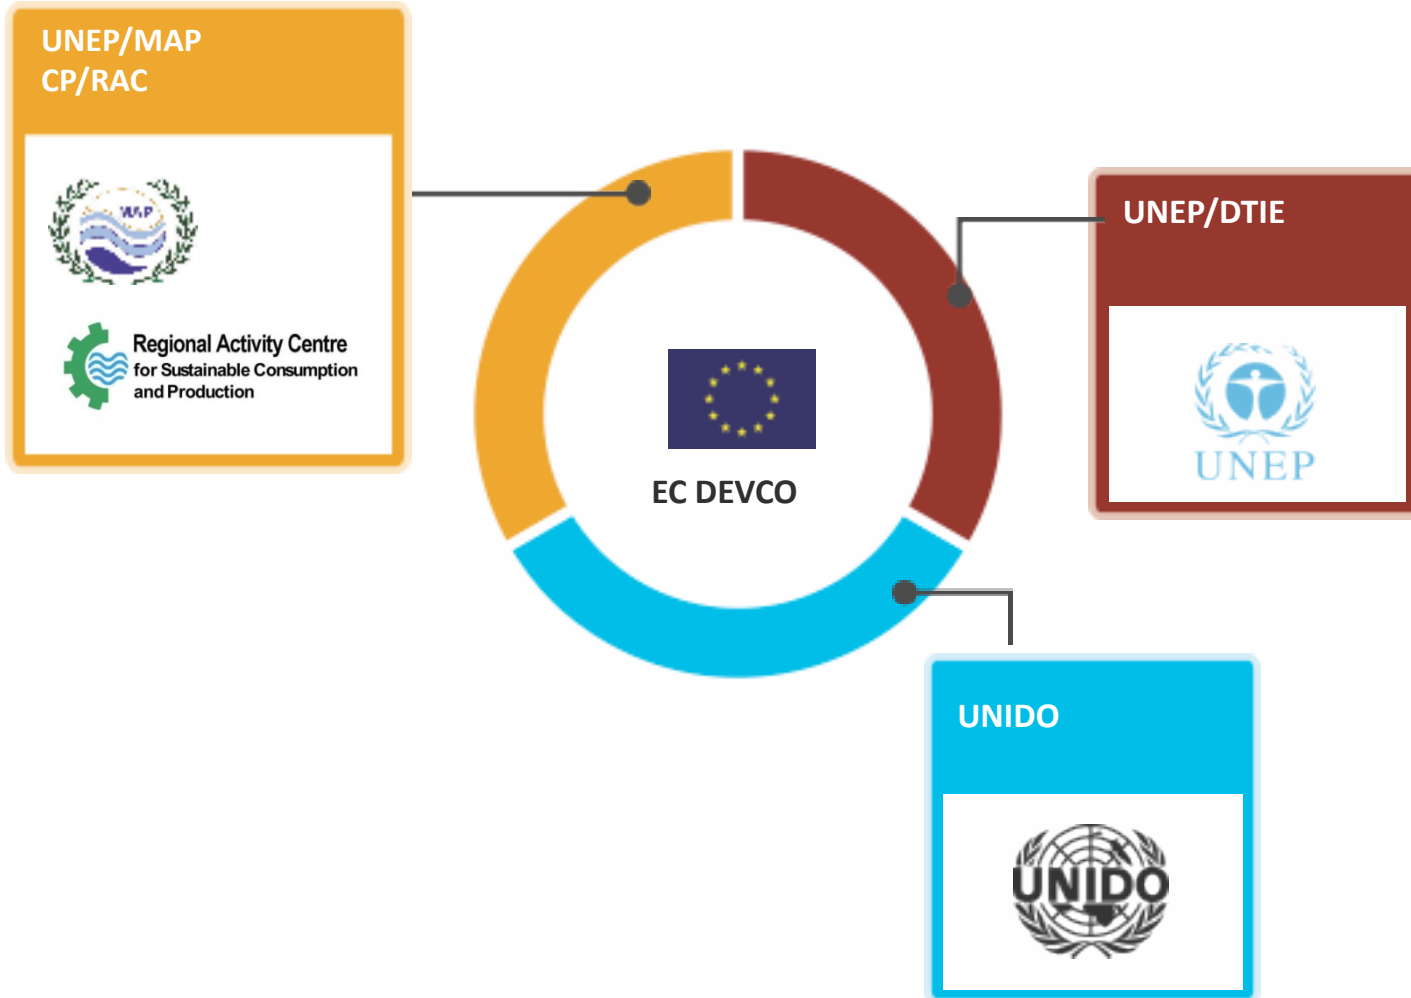 UNEP/MAP
CP/RAC
MAP
Regional Activity Centre
for Sustainable Consumption
and Production
EC DEVCO
UNEP/DTIE
UNEP
UNIDO
UNIDO